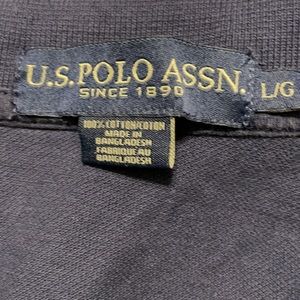 U.S. POLO ASSN.
SINCE 1890
L/G
100% COTTON/COTON
MADE IN
BANGLADESH
FABRIQUÉ AU
BANGLADESH